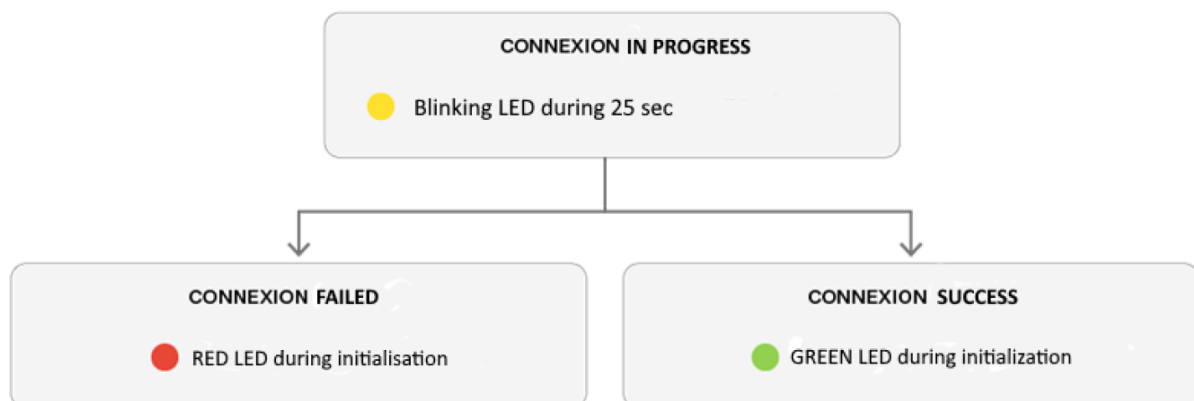 CONNEXION IN PROGRESS
Blinking LED during 25 sec
CONNEXION FAILED
RED LED during initialisation
CONNEXION SUCCESS
GREEN LED during initialization